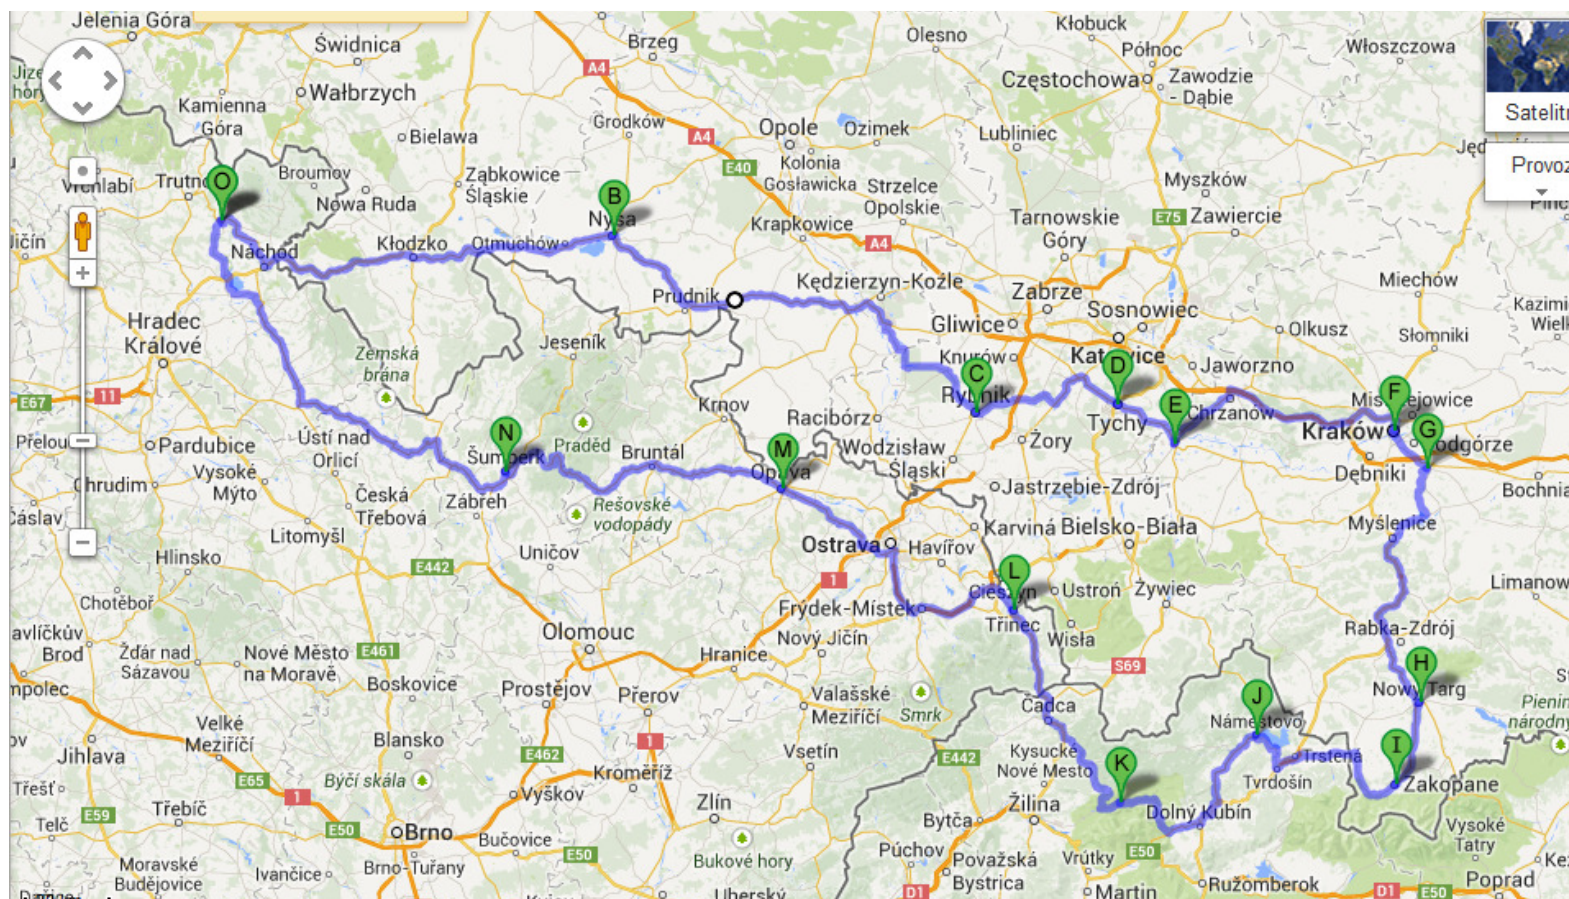 Jelenia Góra
Kłobuck
Świdnica
Brzeg
Olesno
Północ
Włoszczowa
A4
Częstochowa
Zawodzie
- Dąbie
Wałbrzych
Kamienna
Góra
Grodków
Opole
Ozimek
Lubliniec
Satelitn
Bielawa
A4
Kolonia
Gosławicka
E40
Provoz
Broumov
Ząbkowice
Śląskie
Strzelce
Opolskie
Myszków
O
Nowa Ruda
B
Nysa
Krapkowice
Tarnowskie
Góry
E75
Zawiercie
Jičín
Náchod
Kłodzko
Otmuchów
A4
Prudnik
Kędzierzyn-Koźle
Zabrze
Sosnowiec
Miechów
Hradec
Králové
Gliwice
Olkusz
Słomniki
Zemská
brána
Jeseník
Knurów
Katowice
Jaworzno
C
D
F
E67
11
Krnov
Racibórz
Rybnik
Tychy
E
Chrzanów
Kraków
G
Podgórze
Pardubice
Ústí nad
Orlicí
N
Šumperk
Praděd
Bruntál
M
Opava
Wodzisław
Śląski
Żory
Dębniki
Bochnia
Chrudim
Vysoké
Mýto
Česká
Třebová
Zábřeh
Rešovské
vodopády
Jastrzębie-Zdrój
Myślenice
Čáslav
Litomyšl
Karviná
Bielsko-Biała
Hlinsko
E442
Uničov
Ostrava
Havířov
1
L
Cieszyn
Ustroń
Żywiec
Chotěboř
Frýdek-Místek
Třinec
Olomouc
Nový Jičín
Wisła
Rabka-Zdrój
Žďár nad
Sázavou
Nové Město
na Moravě
E461
Hranice
S69
H
Nowy Targ
Boskovice
Prostějov
Přerov
Valašské
Meziříčí
Smrk
Čadca
J
Námestovo
Velké
Meziříčí
Blansko
E462
1
Vsetín
E442
Kysucké
Nové Mesto
K
Trstená
I
Zakopane
Jihlava
E65
Býčí skála
Kroměříž
Tvrdošín
Třešť
1
Vyškov
Zlín
Žilina
Dolný Kubín
E59
Třebíč
E50
Brno
Bučovice
Bytča
Vysoké
Tatry
Telč
E50
Bukové hory
Púchov
Považská
Bystrica
Vrútky
E50
Moravské
Budějovice
Ivančice
Brno-Tuřany
D1
Martin
Ružomberok
D1
E50
Poprad